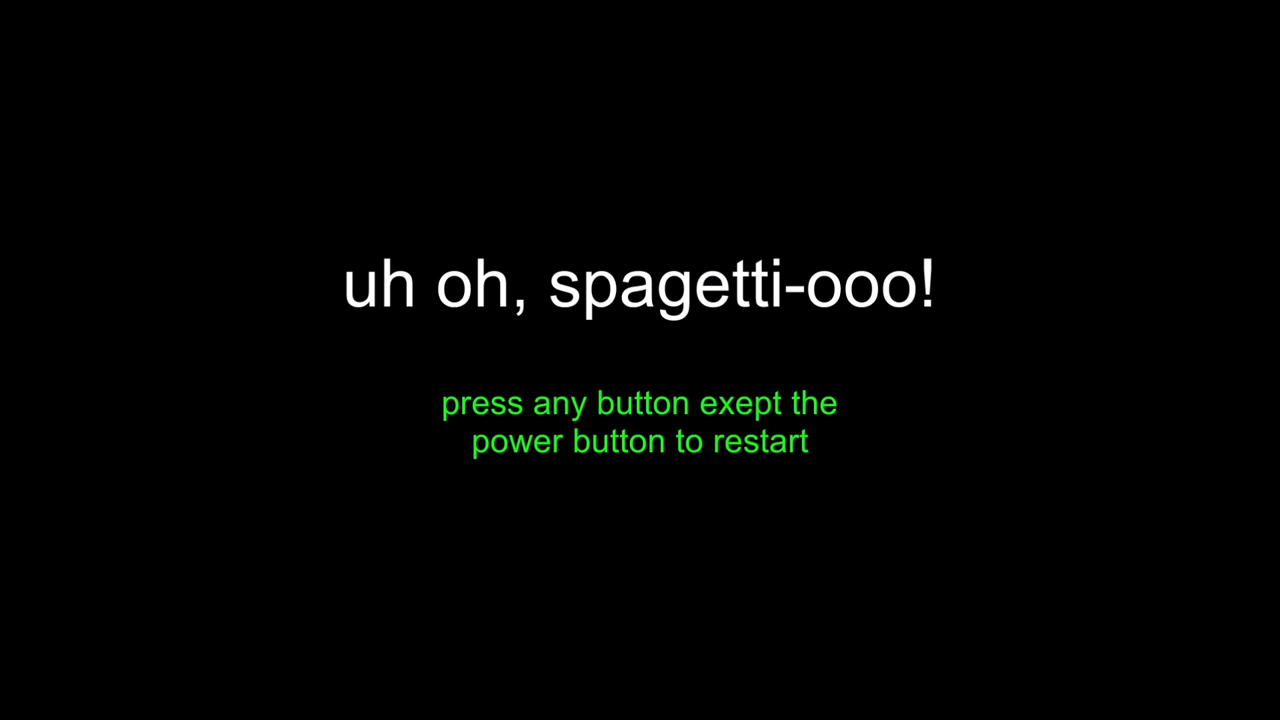 uh oh, spagetti-ooo!
press any button exept the
power button to restart